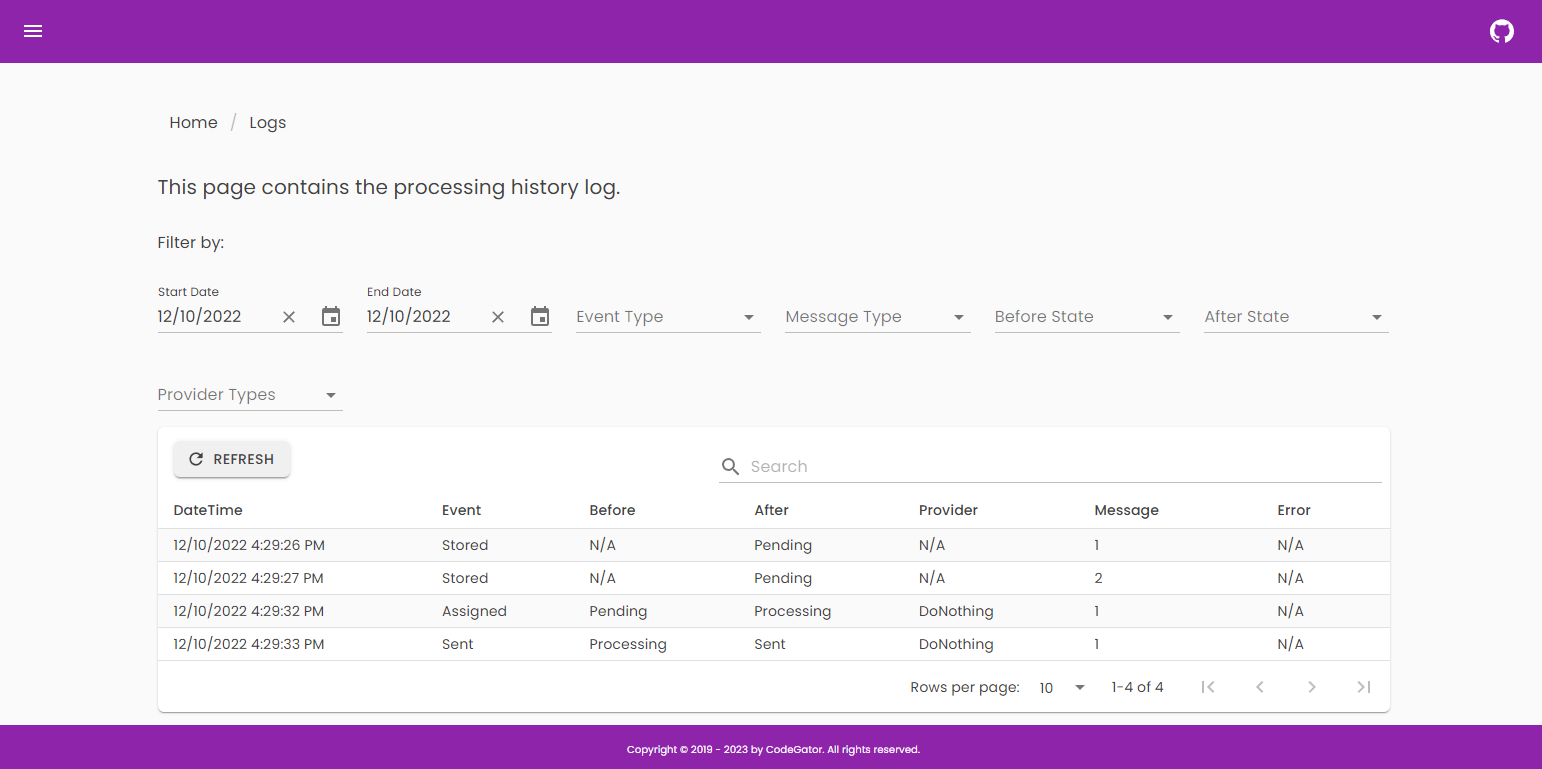 Home / Logs
This page contains the processing history log.
Filter by:
Start Date End Date
12/10/2022 12/10/2022 Event Type Message Type Before State After State
Provider Types
REFRESH Search
DateTime Event Before After Provider Message Error
12/10/2022 4:29:26 PM Stored N/A Pending N/A 1 N/A
12/10/2022 4:29:27 PM Stored N/A Pending N/A 2 N/A
12/10/2022 4:29:32 PM Assigned Pending Processing DoNothing 1 N/A
12/10/2022 4:29:33 PM Sent Processing Sent DoNothing 1 N/A
Rows per page: 10 1-4 of 4
Copyright © 2019 - 2023 by CodeGator. All rights reserved.